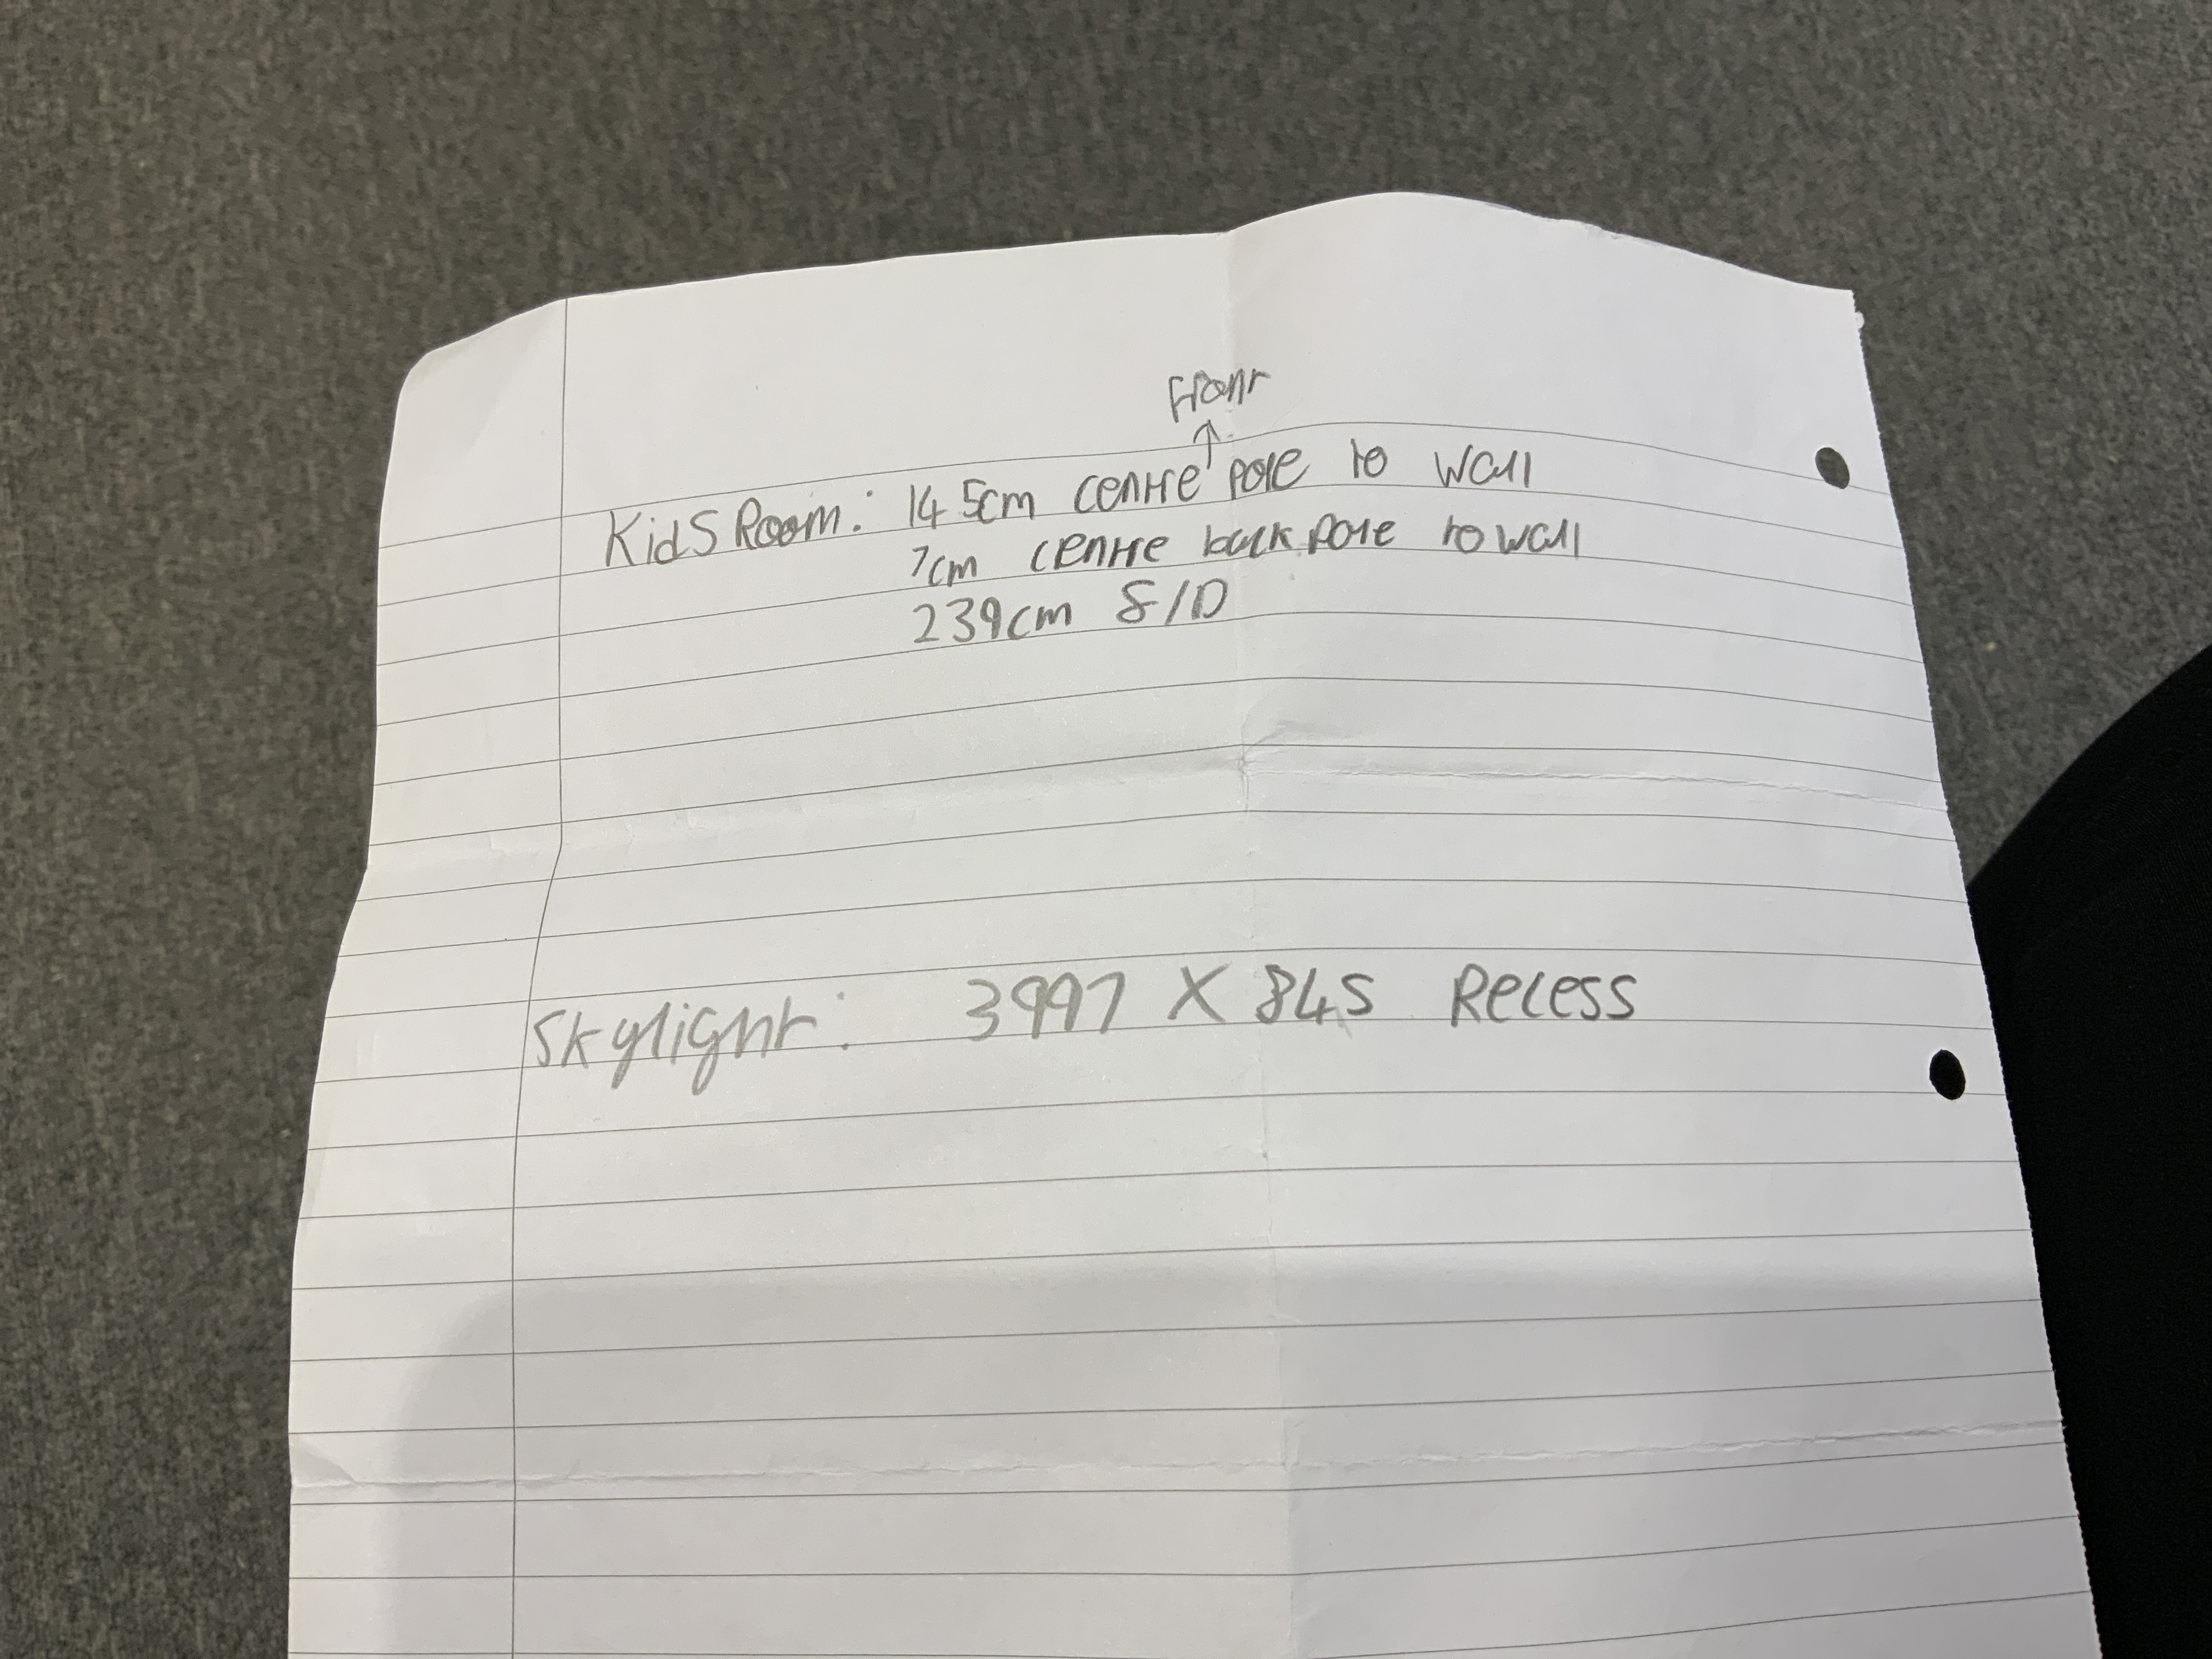 Front
↑
Kids Room: 14 5cm centre pole to wall
7cm centre back pole to wall
239cm S/D
Skylight: 3997 X 845 Recess